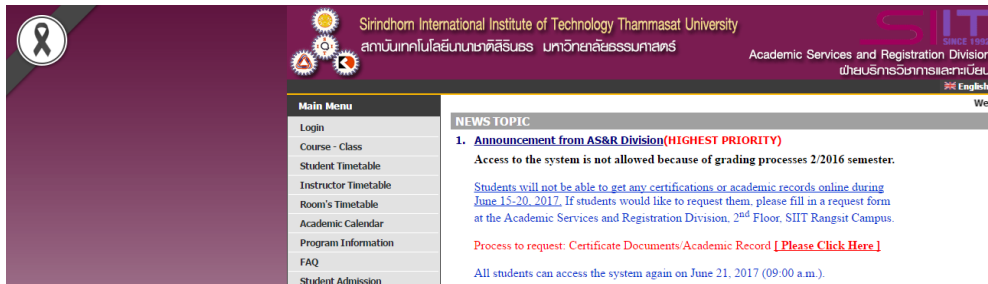 Sirindhorn International Institute of Technology Thammasat University
สถาบันเทคโนโลยีนานาชาติสิรินธร มหาวิทยาลัยธรรมศาสตร์
SIIT
SINCE 1992
Academic Services and Registration Division
ฝ่ายบริการวิชาการและทะเบียน
English
Main Menu
We
Login
Course - Class
Student Timetable
Instructor Timetable
Room's Timetable
Academic Calendar
Program Information
FAQ
Student Admission
NEWS TOPIC
1. Announcement from AS&R Division(HIGHEST PRIORITY)
Access to the system is not allowed because of grading processes 2/2016 semester.
Students will not be able to get any certifications or academic records online during
June 15-20, 2017. If students would like to request them, please fill in a request form
at the Academic Services and Registration Division, 2nd Floor, SIIT Rangsit Campus.
Process to request: Certificate Documents/Academic Record [ Please Click Here ]
All students can access the system again on June 21, 2017 (09:00 a.m.).